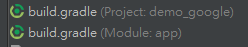 build.gradle (Project: demo_google)
build.gradle (Module: app)